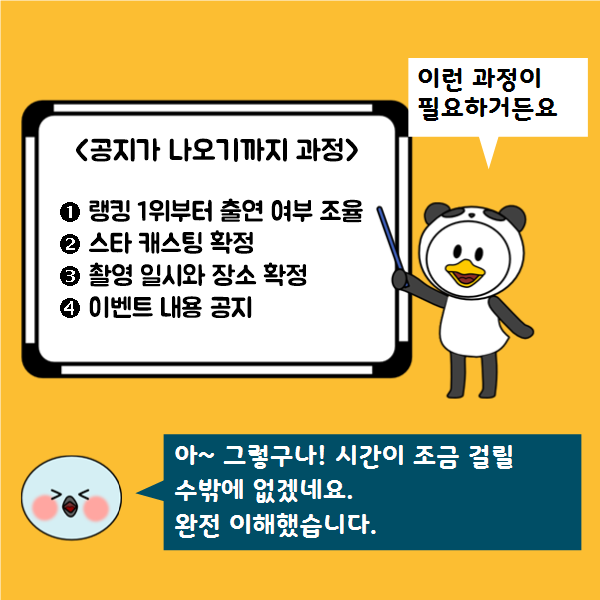 이런 과정이
필요하거든요
<공지가 나오기까지 과정>
❶ 랭킹 1위부터 출연 여부 조율
❷ 스타 캐스팅 확정
❸ 촬영 일시와 장소 확정
❹ 이벤트 내용 공지
아~ 그렇구나! 시간이 조금 걸릴
수밖에 없겠네요.
완전 이해했습니다.